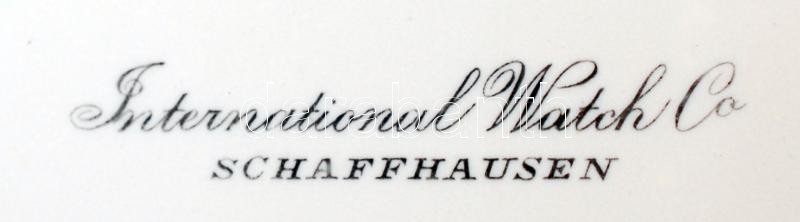 International Watch Co
SCHAFFHAUSEN